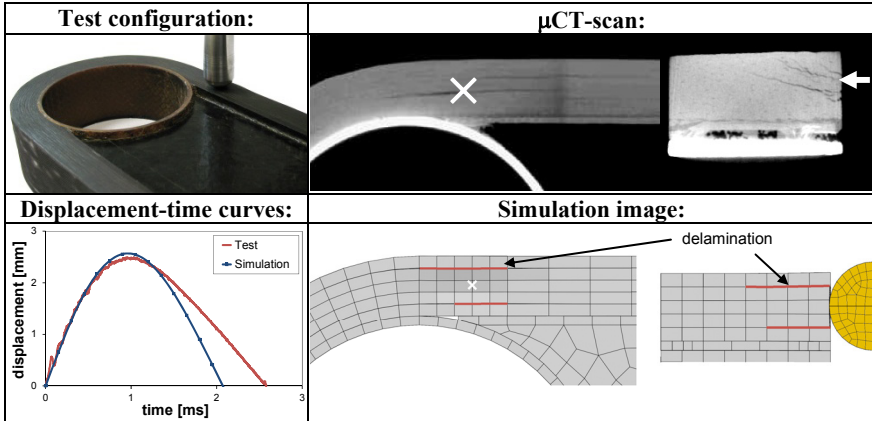 Test configuration:
μCT-scan:
Displacement-time curves:
Simulation image:
displacement [mm]
3
2
1
0
Test
Simulation
0
1
2
3
time [ms]
delamination